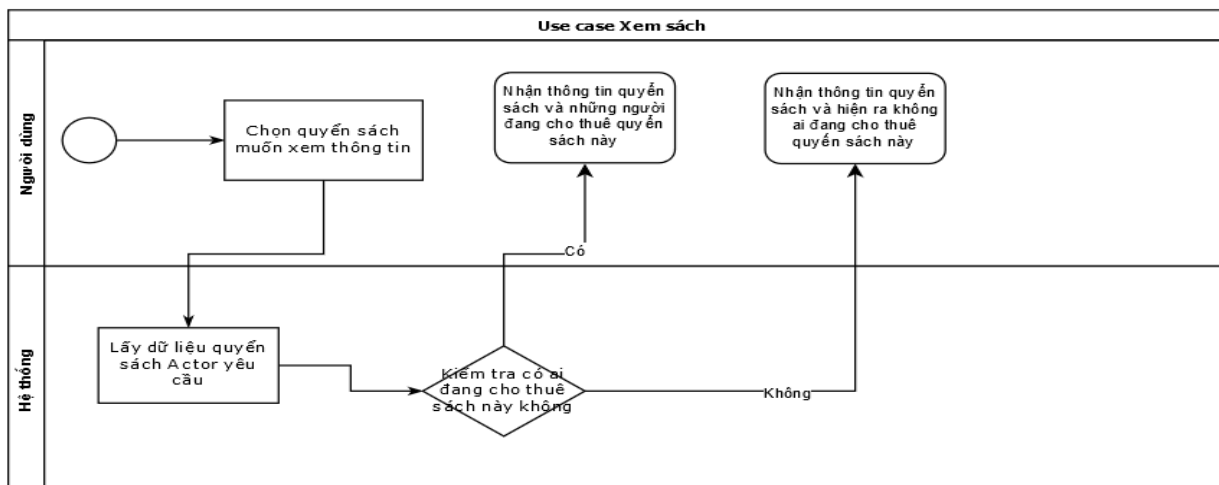 Use case Xem sách
Người dùng
Chọn quyển sách
muốn xem thông tin
Nhận thông tin quyển
sách và những người
đang cho thuê quyển
sách này
Nhận thông tin quyển
sách và hiện ra không
ai đang cho thuê
quyển sách này
Có
Hệ thống
Lấy dữ liệu quyển
sách Actor yêu
cầu
Kiểm tra có ai
đang cho thuê
sách này không
Không